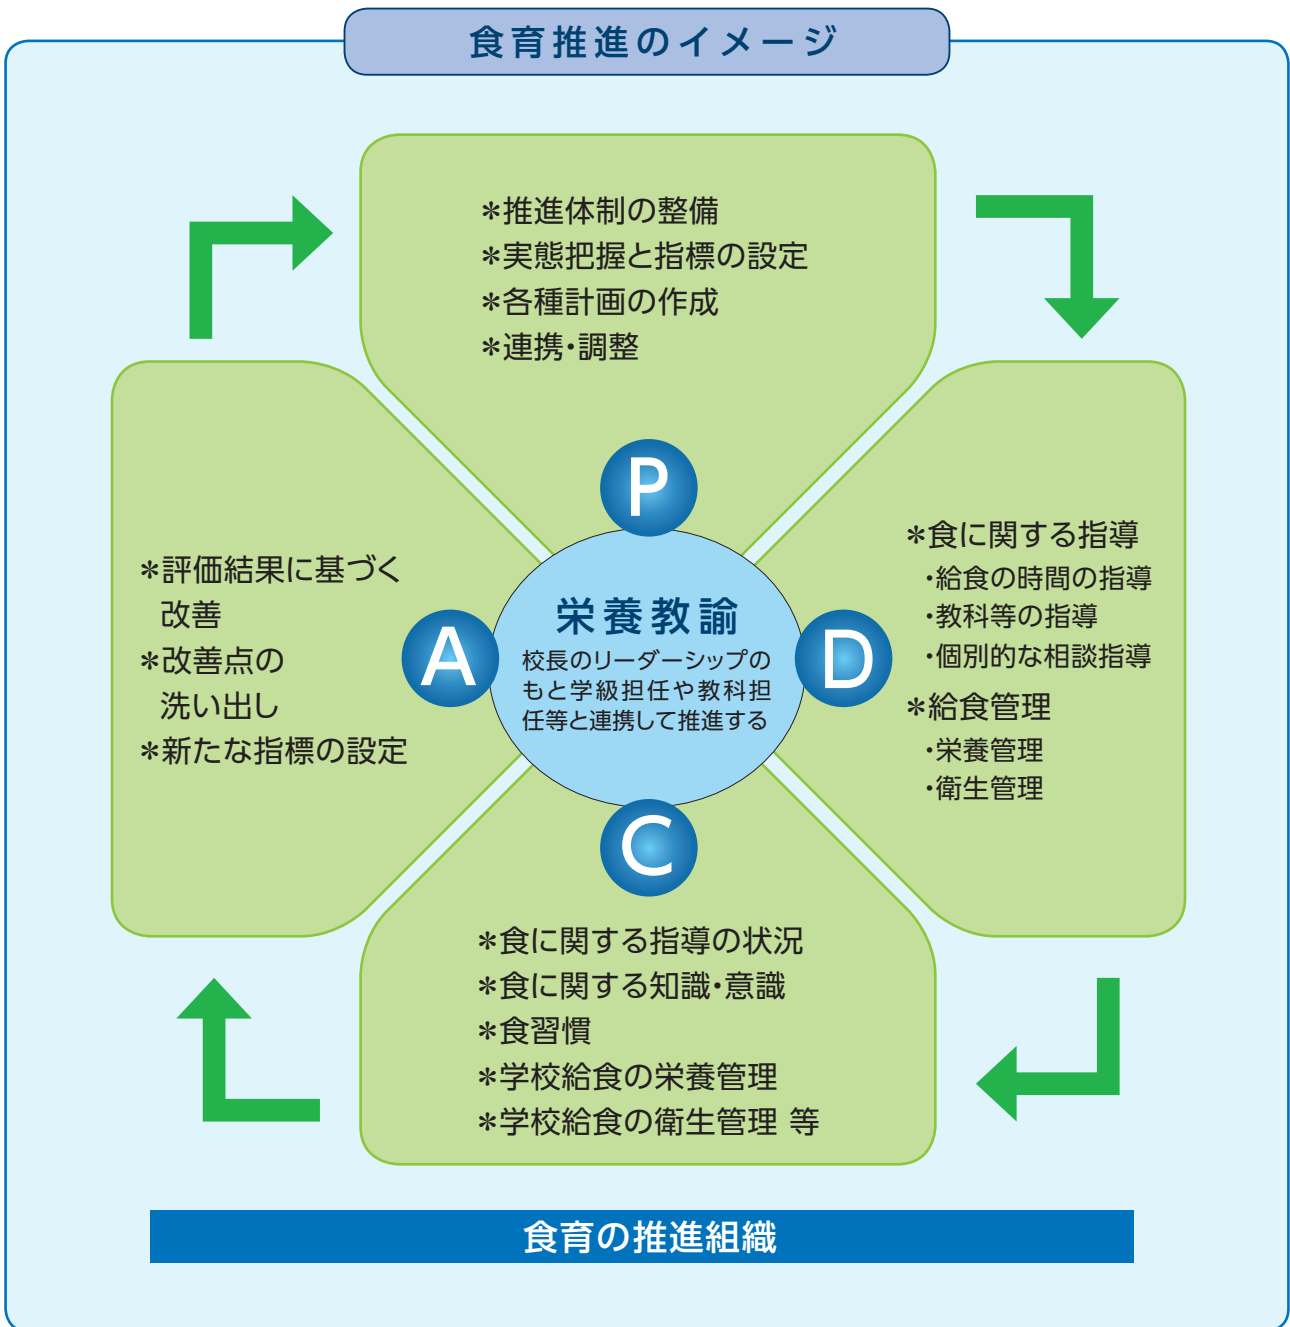 食育推進のイメージ
＊推進体制の整備
＊実態把握と指標の設定
＊各種計画の作成
＊連携・調整
P
＊食に関する指導
・給食の時間の指導
・教科等の指導
・個別的な相談指導
＊給食管理
・栄養管理
・衛生管理
D
栄養教諭
校長のリーダーシップの
もと学級担任や教科担
任等と連携して推進する
C
＊食に関する指導の状況
＊食に関する知識・意識
＊食習慣
＊学校給食の栄養管理
＊学校給食の衛生管理 等
A
＊評価結果に基づく
改善
＊改善点の
洗い出し
＊新たな指標の設定
食育の推進組織